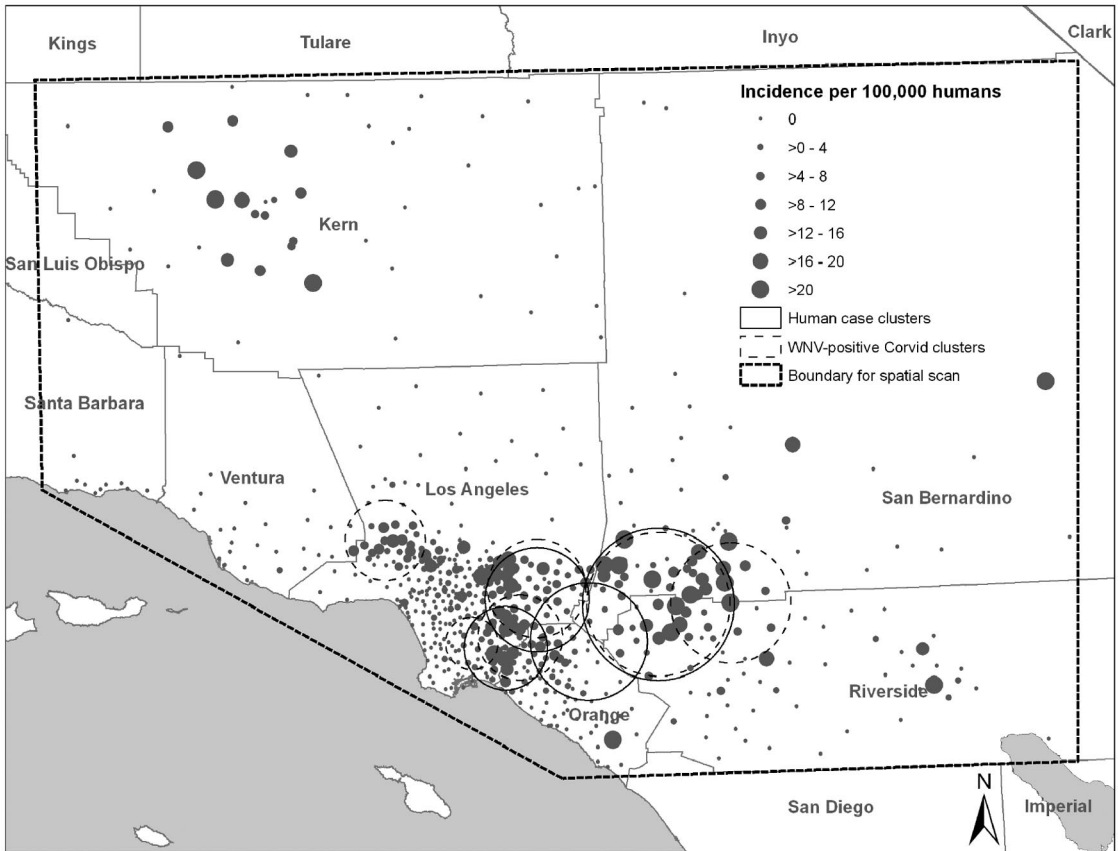 Kings
Tulare
Inyo
Clark
Incidence per 100,000 humans
0
>0 - 4
>4 - 8
>8 - 12
>12 - 16
>16 - 20
>20
Human case clusters
WNV-positive Corvid clusters
Boundary for spatial scan
Kern
San Luis Obispo
Santa Barbara
Ventura
Los Angeles
San Bernardino
Riverside
Orange
San Diego
N
Imperial